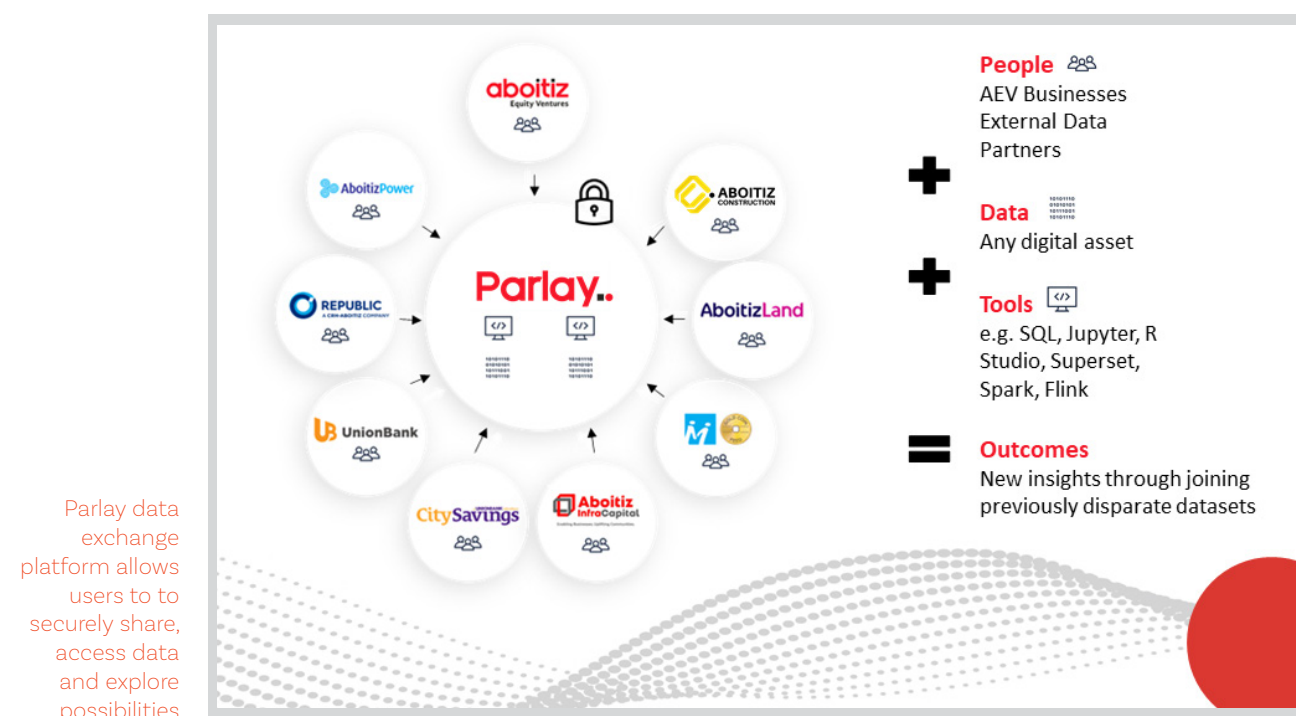 aboitiz
Equity Ventures
AboitizPower
ABOITIZ
CONSTRUCTION
Parlay..
REPUBLIC
A CRH-ABOITIZ COMPANY
AboitizLand
UnionBank
CitySavings
Aboitiz
InfraCapital
People
AEV Businesses
External Data
Partners
Data
Any digital asset
Tools
e.g. SQL, Jupyter, R
Studio, Superset,
Spark, Flink
Outcomes
New insights through joining
previously disparate datasets
Parlay data
exchange
platform allows
users to to
securely share,
access data
and explore
possibilities